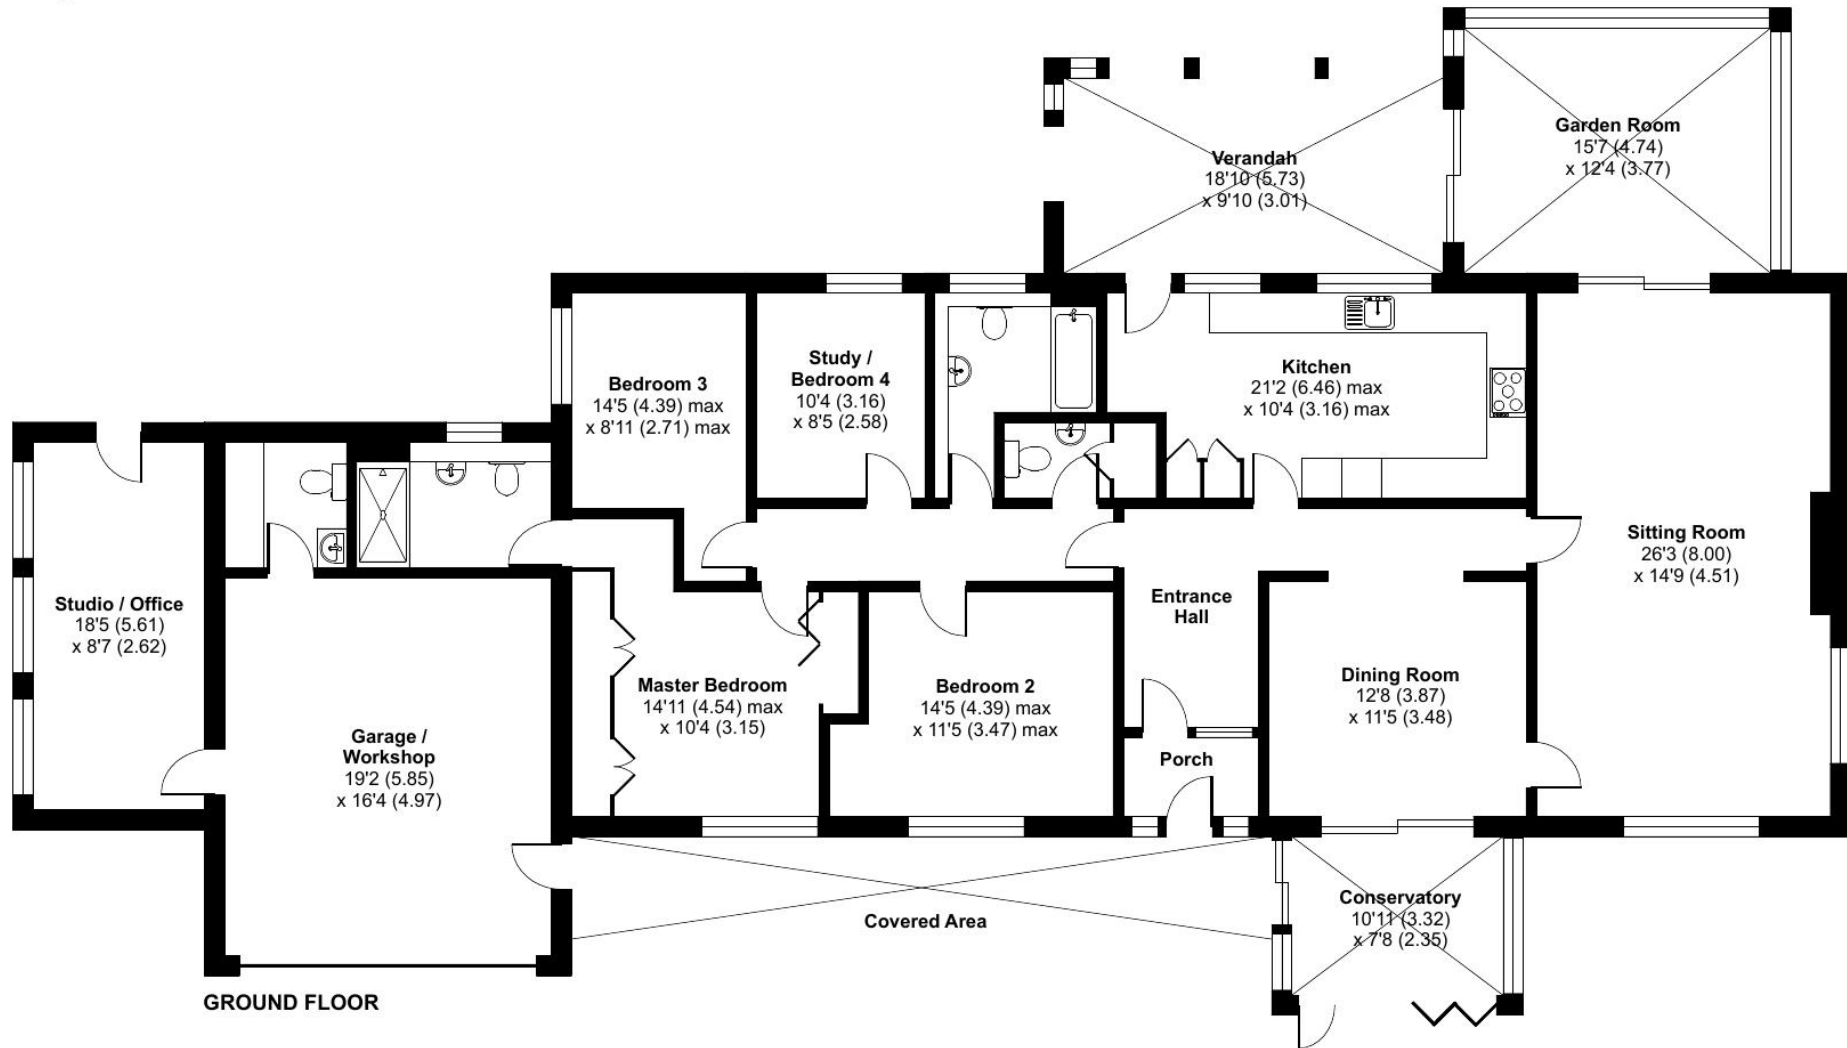 Garden Room
15'7 (4.74)
x 12'4 (3.77)
Verandah
18'10 (5.73)
x 9'10 (3.01)
Study /
Bedroom 4
10'4 (3.16)
x 8'5 (2.58)
Kitchen
21'2 (6.46) max
x 10'4 (3.16) max
Bedroom 3
14'5 (4.39) max
x 8'11 (2.71) max
Sitting Room
26'3 (8.00)
x 14'9 (4.51)
Studio / Office
18'5 (5.61)
x 8'7 (2.62)
Entrance
Hall
Master Bedroom
14'11 (4.54) max
x 10'4 (3.15)
Bedroom 2
14'5 (4.39) max
x 11'5 (3.47) max
Dining Room
12'8 (3.87)
x 11'5 (3.48)
Garage /
Workshop
19'2 (5.85)
x 16'4 (4.97)
Porch
Covered Area
Conservatory
10'11 (3.32)
x 7'8 (2.35)
GROUND FLOOR